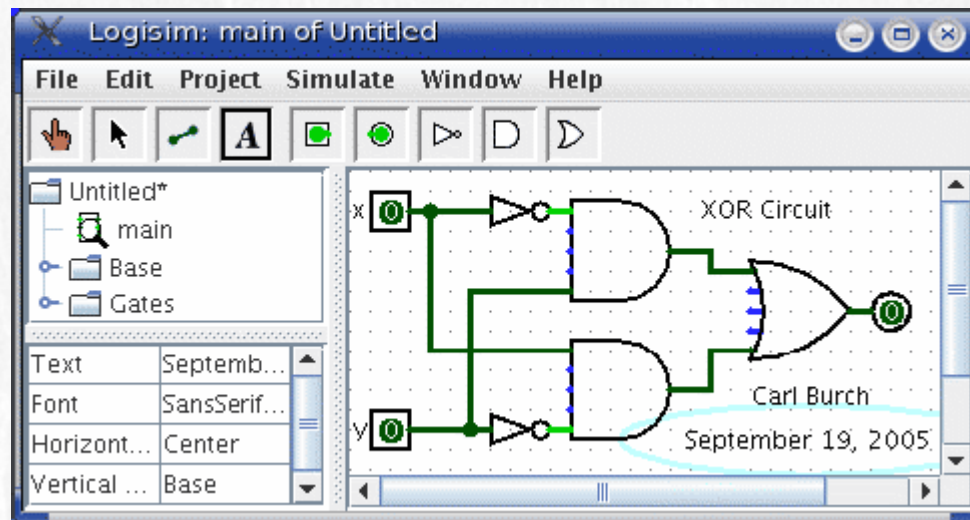 Logisim: main of Untitled
File Edit Project Simulate Window Help
A
Untitled*
main
Base
Gates
Text Septemb...
Font SansSerif...
Horizont... Center
Vertical ... Base
x 0
XOR Circuit
0
y 0
Carl Burch
September 19, 2005